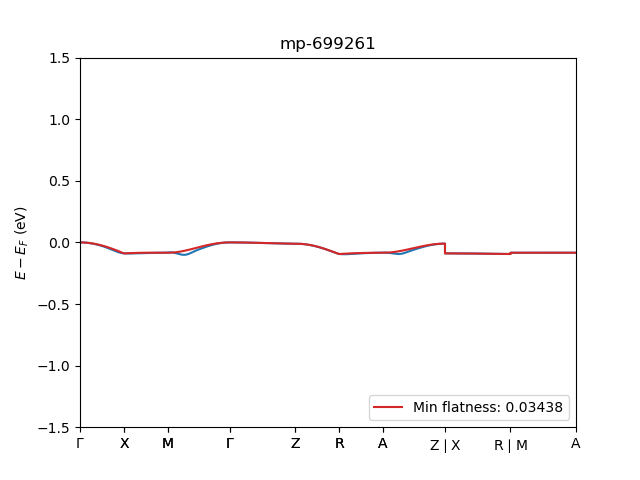 mp-699261
1.5
1.0
0.5
0.0
−0.5
−1.0
−1.5
E − E_F (eV)
Min flatness: 0.03438
Γ X M Γ Z R A Z | X R | M A